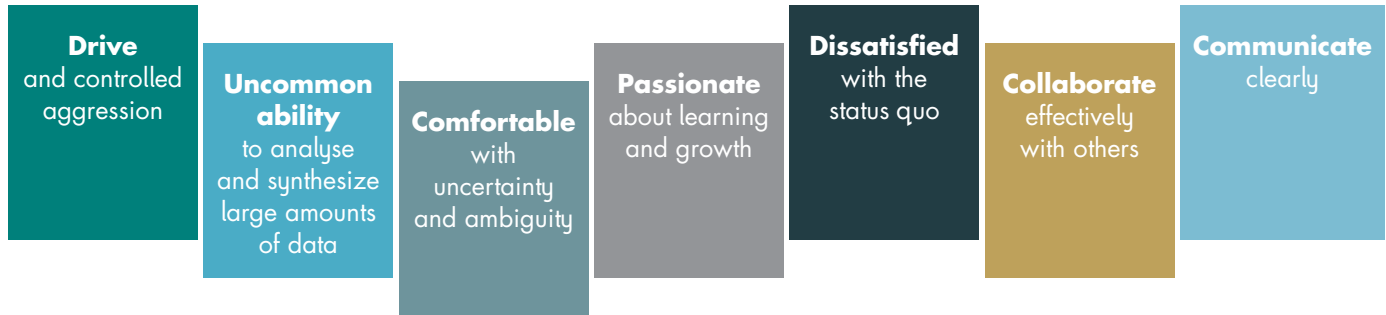 Drive
and controlled
aggression
Uncommon
ability
to analyse
and synthesize
large amounts
of data
Comfortable
with
uncertainty
and ambiguity
Passionate
about learning
and growth
Dissatisfied
with the
status quo
Collaborate
effectively
with others
Communicate
clearly